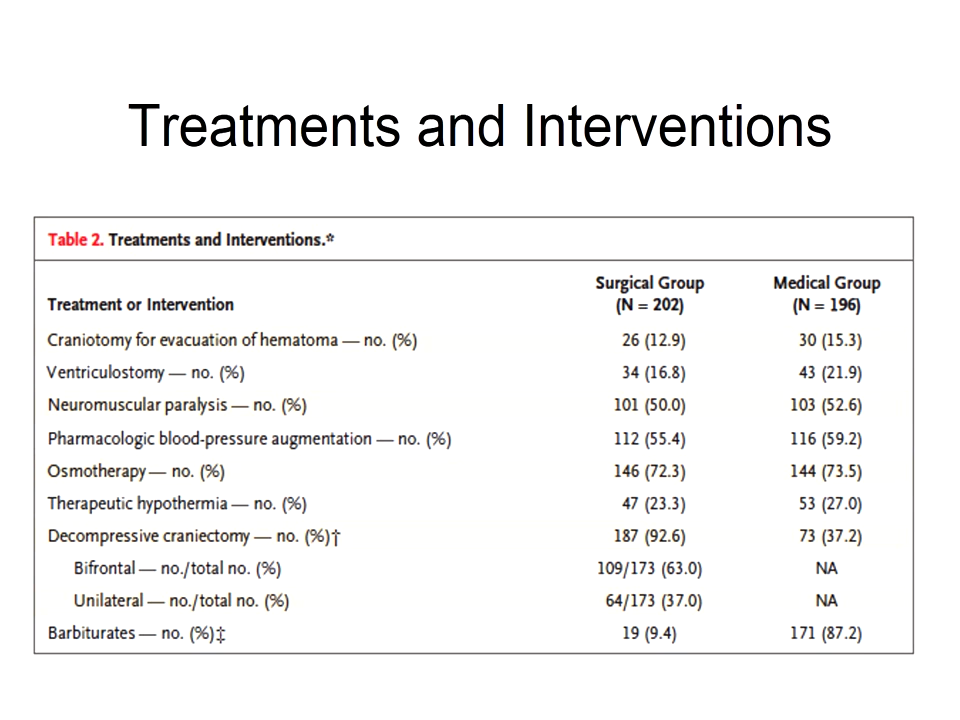 Treatments and Interventions
Table 2. Treatments and Interventions.*
Treatment or Intervention Surgical Group (N = 202) Medical Group (N = 196)
Craniotomy for evacuation of hematoma — no. (%) 26 (12.9) 30 (15.3)
Ventriculostomy — no. (%) 34 (16.8) 43 (21.9)
Neuromuscular paralysis — no. (%) 101 (50.0) 103 (52.6)
Pharmacologic blood-pressure augmentation — no. (%) 112 (55.4) 116 (59.2)
Osmotherapy — no. (%) 146 (72.3) 144 (73.5)
Therapeutic hypothermia — no. (%) 47 (23.3) 53 (27.0)
Decompressive craniectomy — no. (%)† 187 (92.6) 73 (37.2)
Bifrontal — no./total no. (%) 109/173 (63.0) NA
Unilateral — no./total no. (%) 64/173 (37.0) NA
Barbiturates — no. (%)‡ 19 (9.4) 171 (87.2)